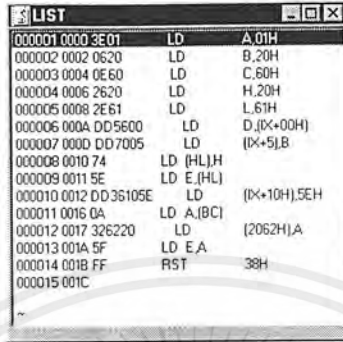 LIST
000001 0000 3E01 LD A,01H
000002 0002 0620 LD B,20H
000003 0004 0E60 LD C,60H
000004 0006 2620 LD H,20H
000005 0008 2E61 LD L,61H
000006 000A DD5600 LD D,(IX+00H)
000007 000D DD7005 LD (IX+5),B
000008 0010 74 LD (HL),H
000009 0011 5E LD E,(HL)
000010 0012 DD36105E LD (IX+10H),5EH
000011 0016 0A LD A,(BC)
000012 0017 326220 LD (2062H),A
000013 001A 5F LD E,A
000014 001B FF RST 38H
000015 001C
~